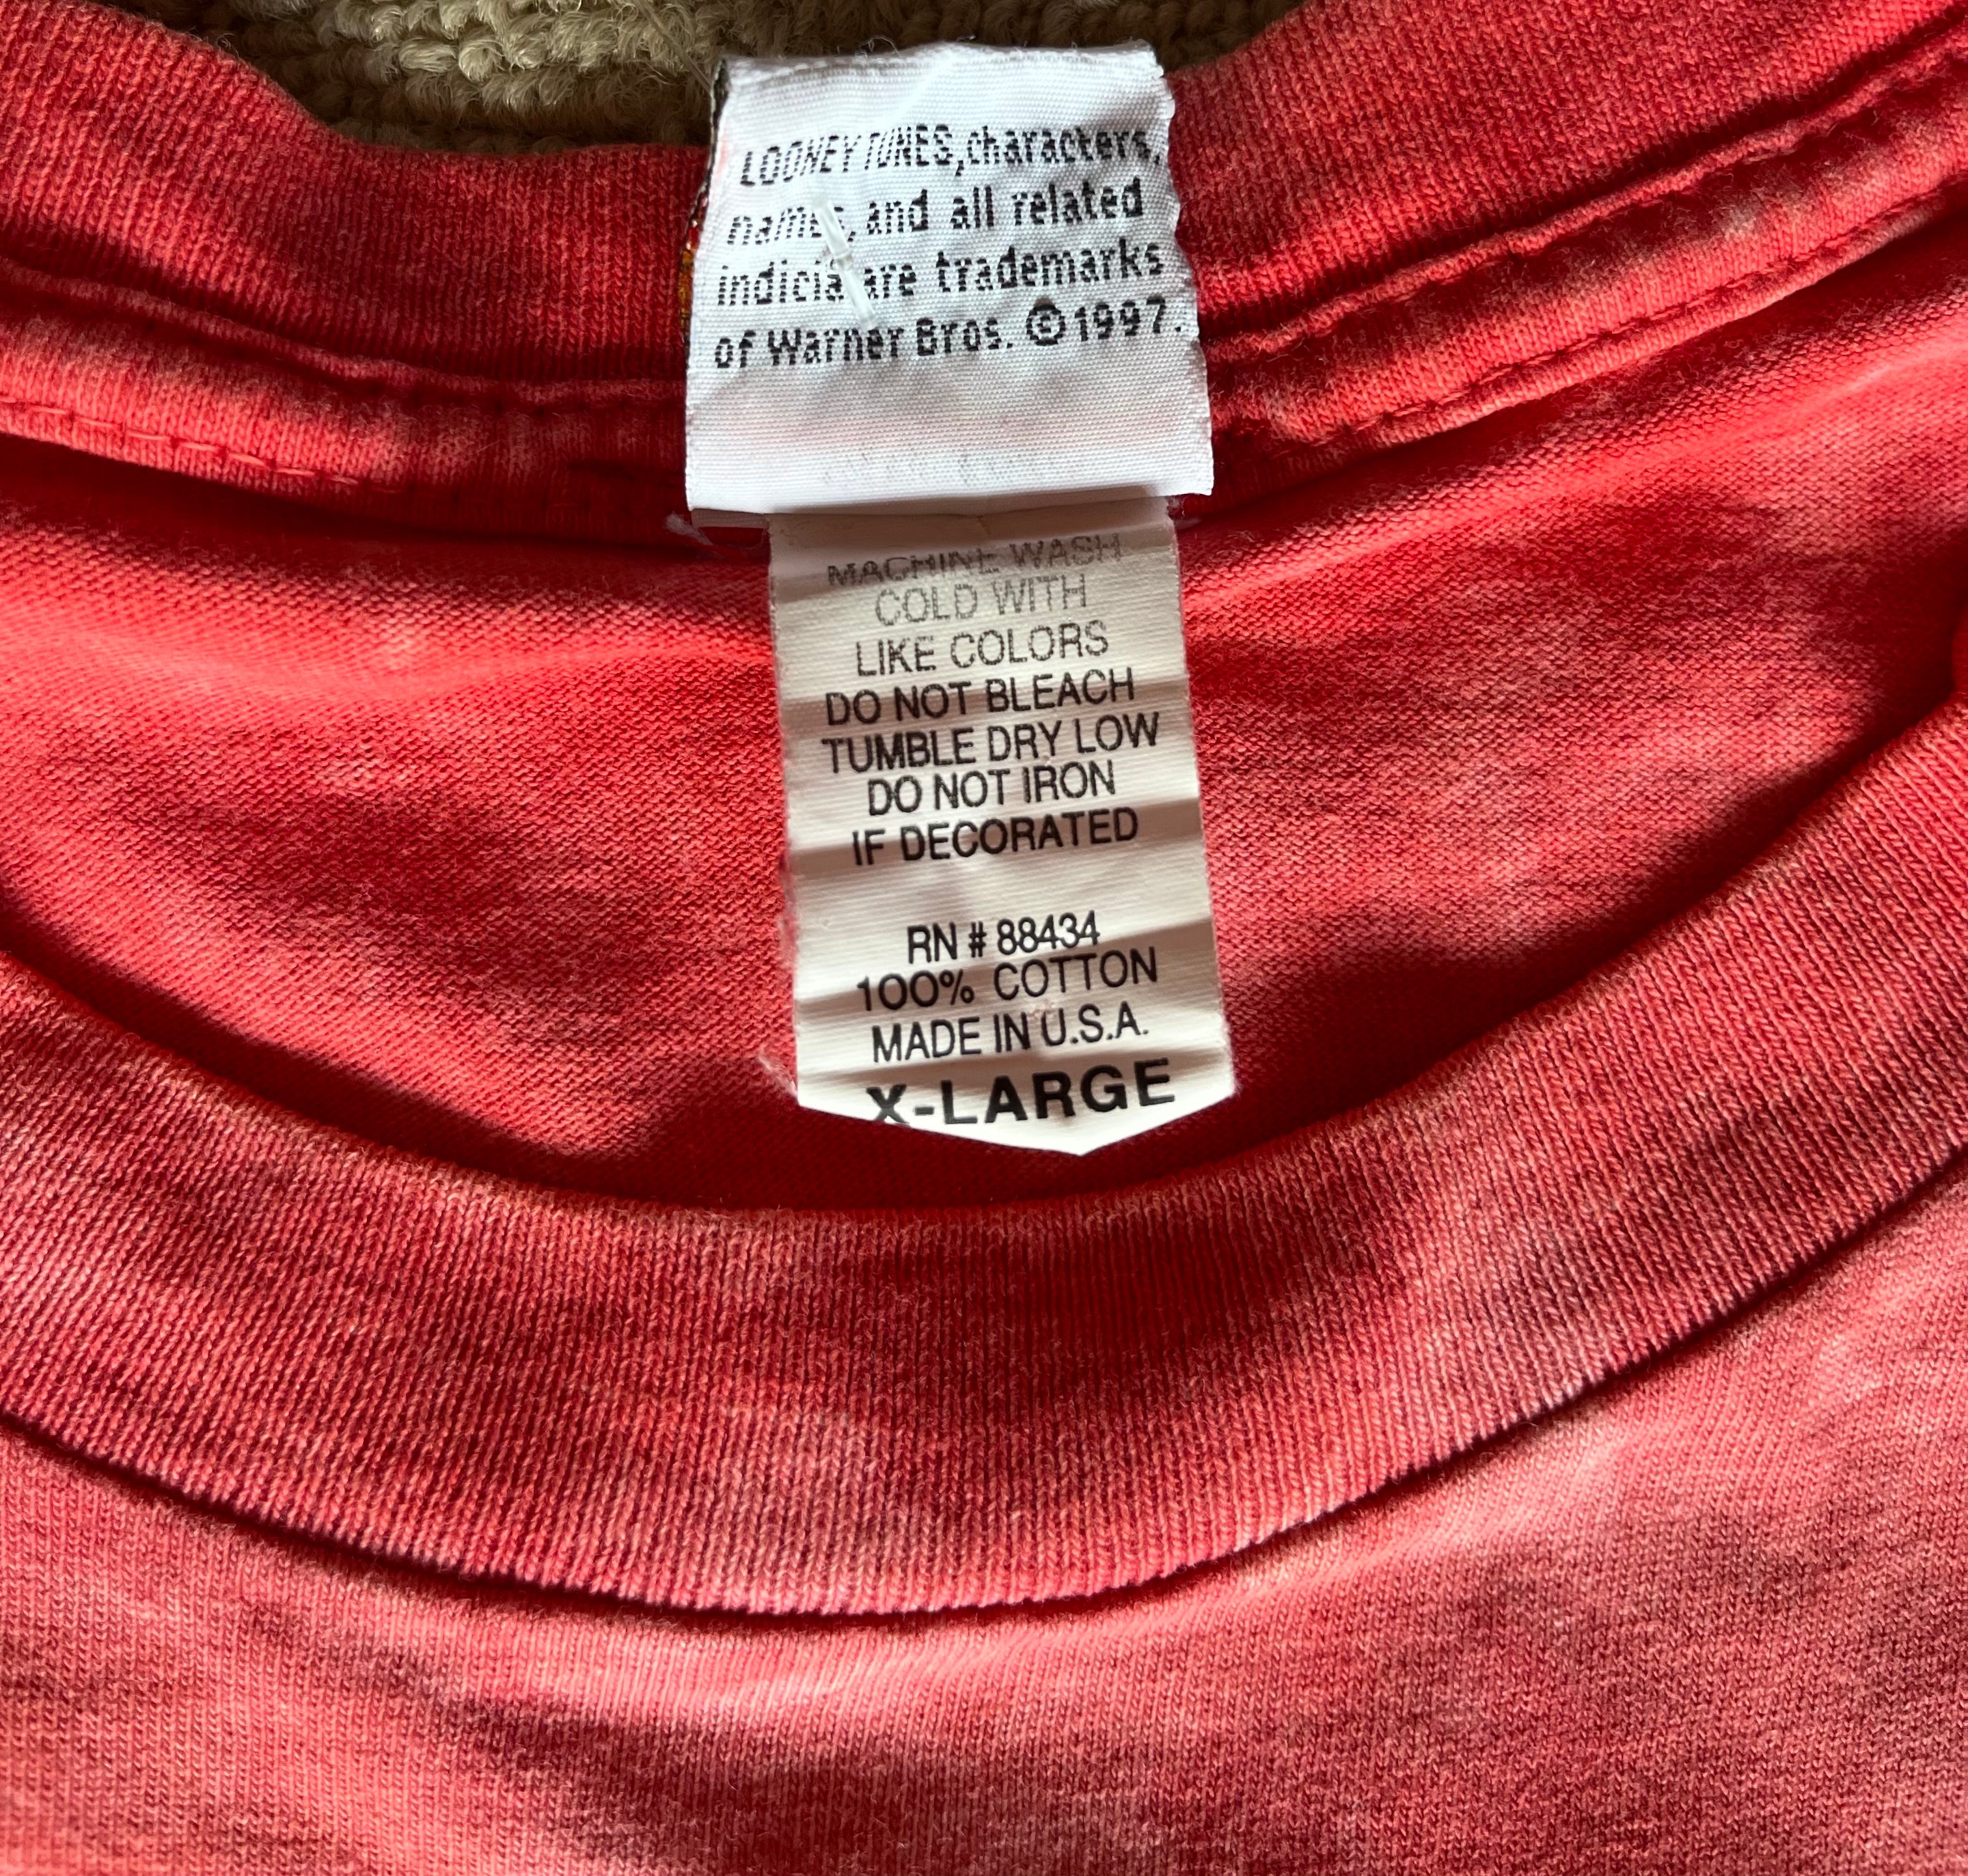 LOONEY TUNES, characters,
names, and all related
indicia are trademarks
of Warner Bros. ©1997.
MACHINE WASH
COLD WITH
LIKE COLORS
DO NOT BLEACH
TUMBLE DRY LOW
DO NOT IRON
IF DECORATED
RN # 88434
100% COTTON
MADE IN U.S.A.
X-LARGE